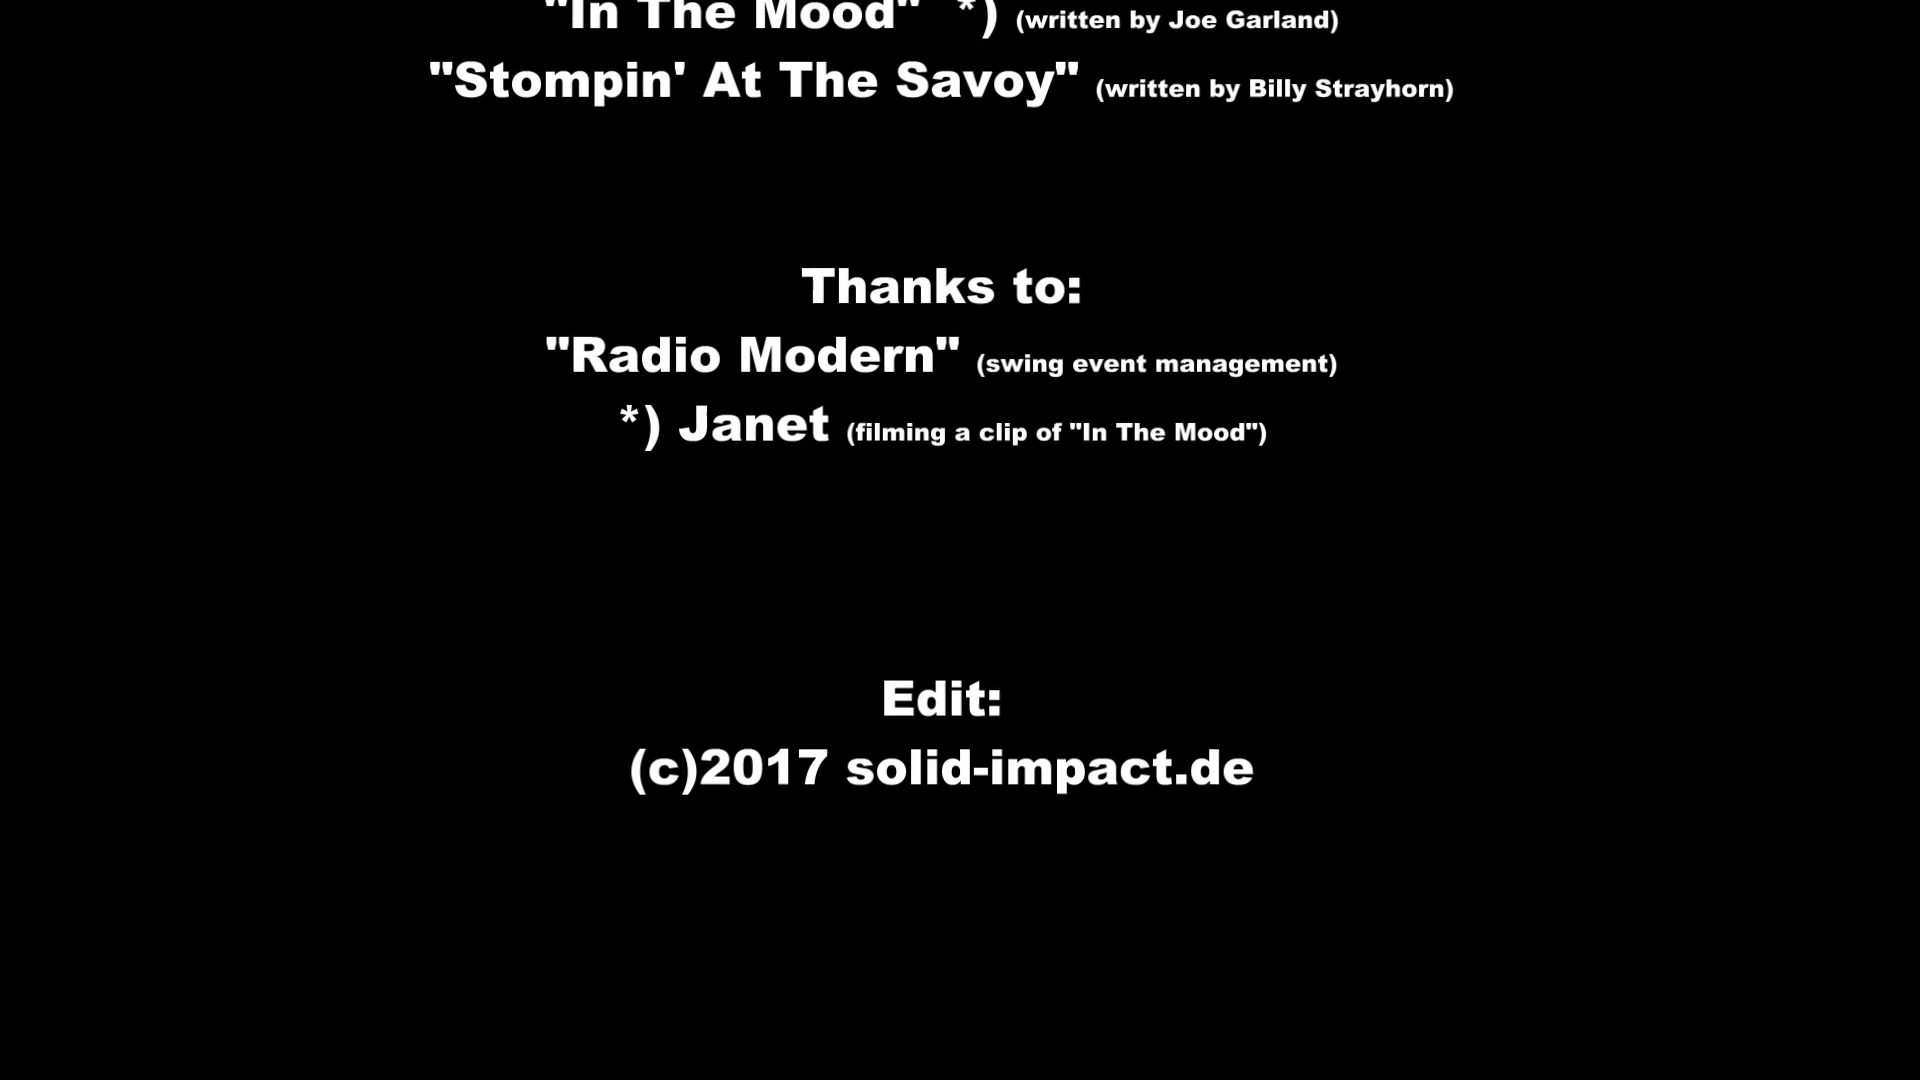 "In The Mood" *) (written by Joe Garland)
"Stompin' At The Savoy" (written by Billy Strayhorn)
Thanks to:
"Radio Modern" (swing event management)
*) Janet (filming a clip of "In The Mood")
Edit:
(c)2017 solid-impact.de